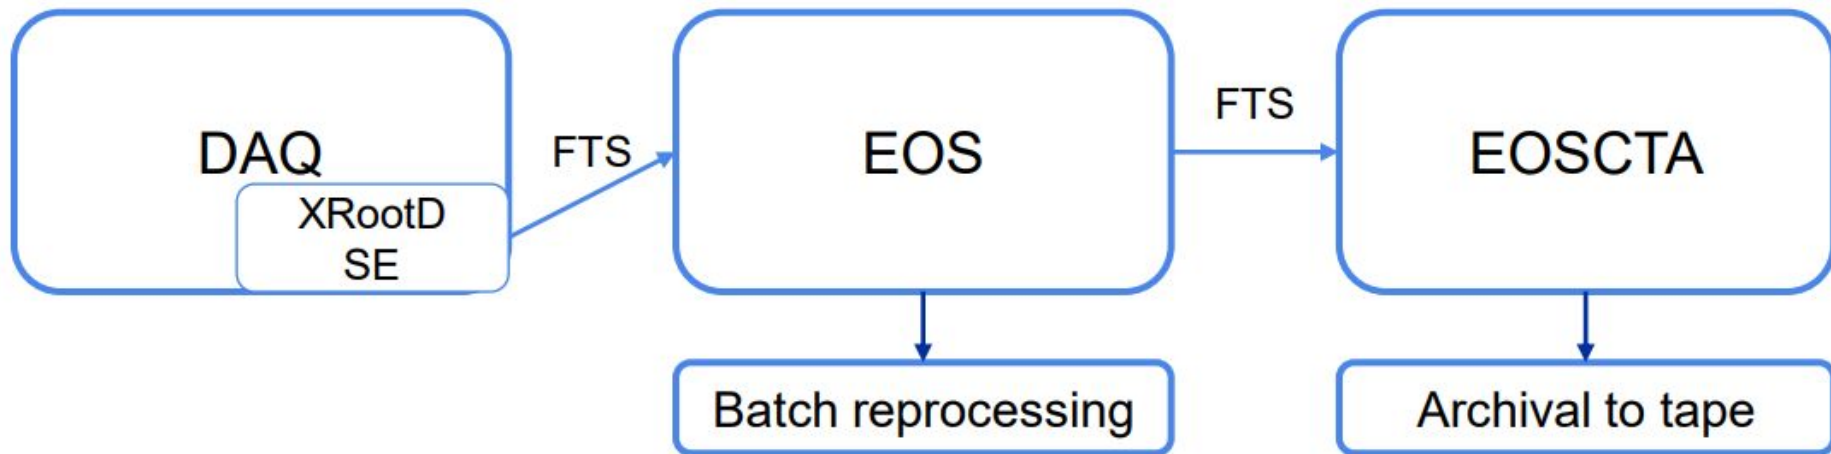 DAQ
XRootD
SE
FTS
EOS
FTS
EOSCTA
Batch reprocessing
Archival to tape